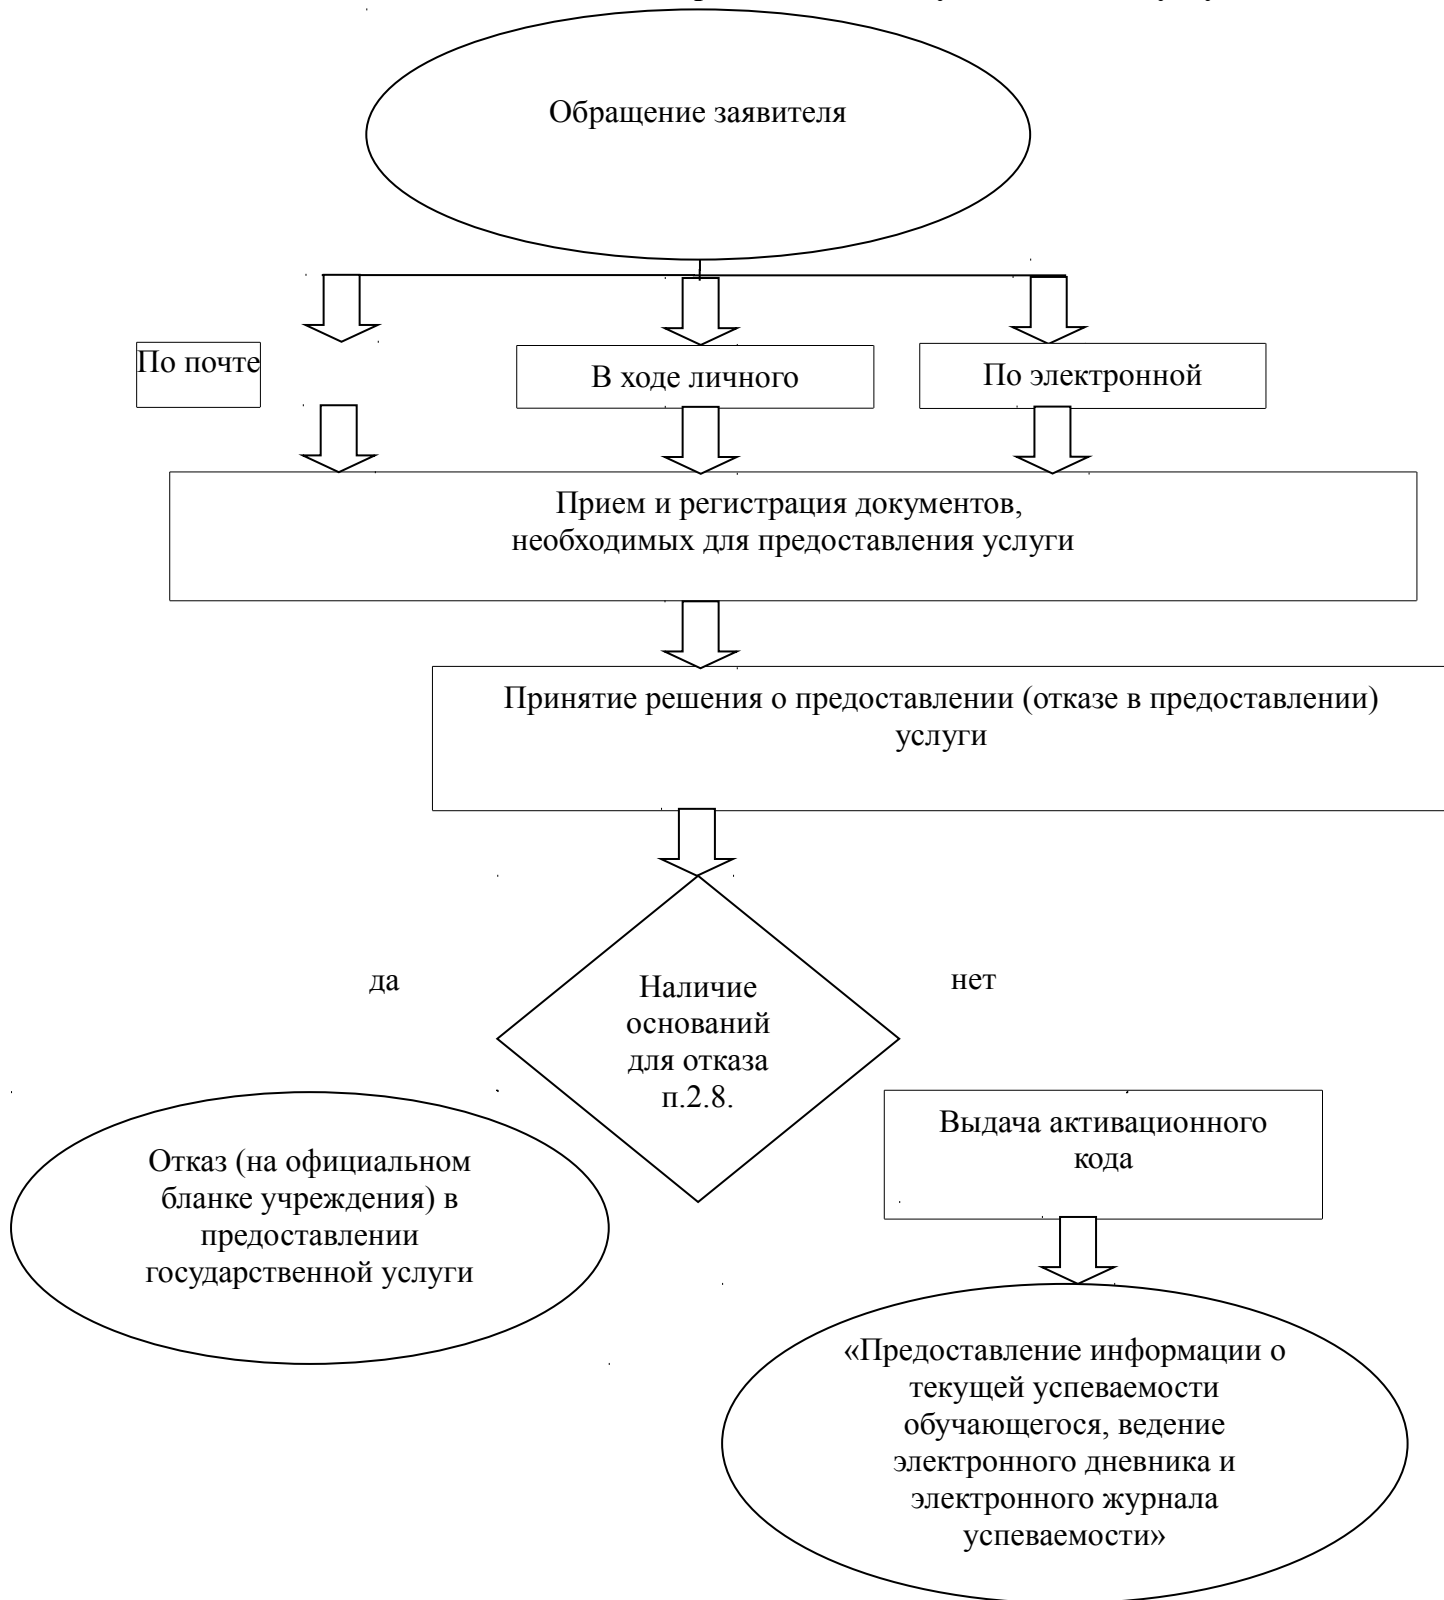 Обращение заявителя
По почте
В ходе личного
По электронной
Прием и регистрация документов,
необходимых для предоставления услуги
Принятие решения о предоставлении (отказе в предоставлении)
услуги
да
нет
Наличие
оснований
для отказа
п.2.8.
Отказ (на официальном
бланке учреждения) в
предоставлении
государственной услуги
Выдача активационного
кода
«Предоставление информации о
текущей успеваемости
обучающегося, ведение
электронного дневника и
электронного журнала
успеваемости»